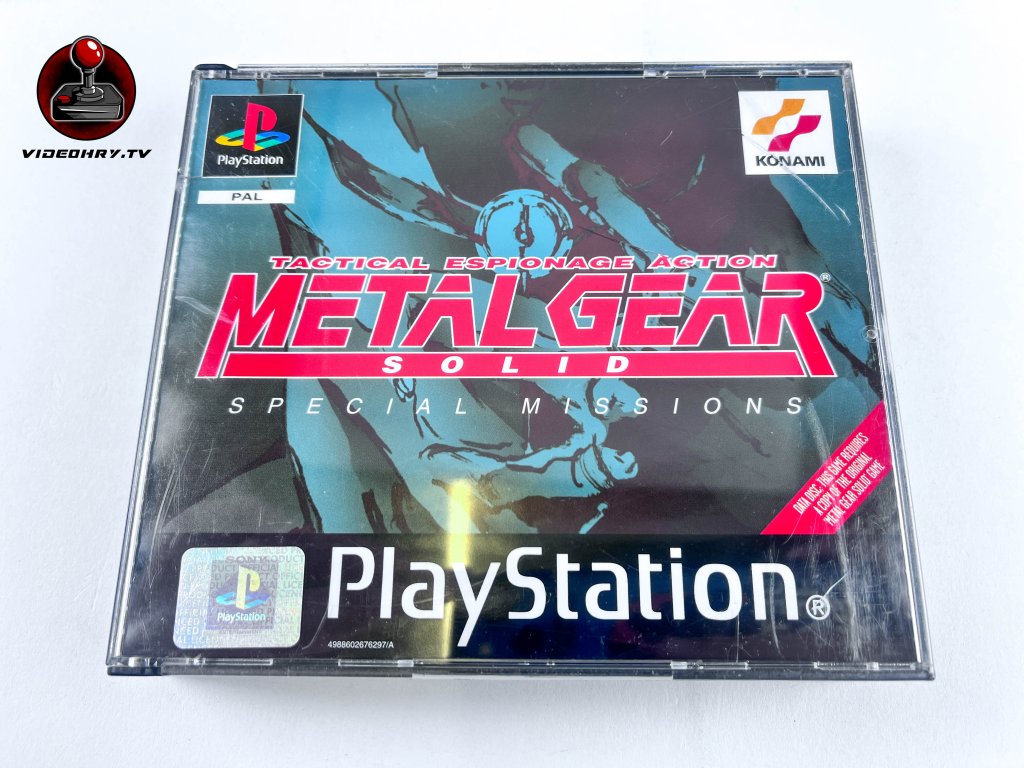 VIDEOHRY.TV
PlayStation
PAL
KONAMI
TACTICAL ESPIONAGE ACTION
METAL GEAR®
SOLID
SPECIAL MISSIONS
DATA DISC: THIS GAME REQUIRES
A COPY OF THE ORIGINAL
'METAL GEAR SOLID' GAME
SONY
PlayStation
PlayStation®
4988602676297/A